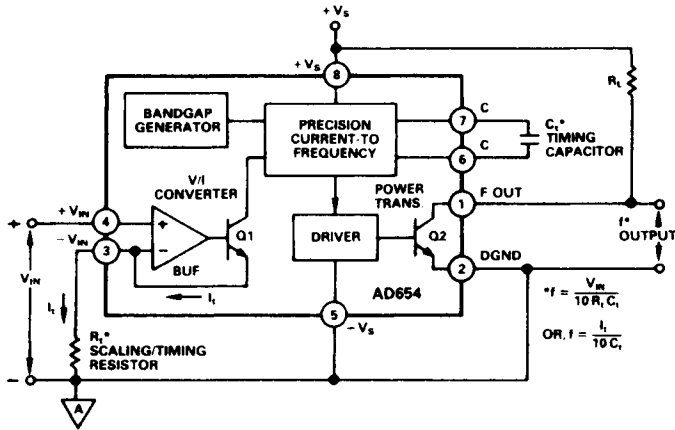 + Vs
+ Vs
8
Rt
BANDGAP
GENERATOR
PRECISION
CURRENT-TO
FREQUENCY
C
7
Ct*
TIMING
CAPACITOR
C
6
V/I
CONVERTER
POWER
TRANS.
F OUT
1
+ VIN
4
+
+
− VIN
3
−
BUF
Q1
DRIVER
Q2
f*
OUTPUT
DGND
2
VIN
It
It
AD654
5
− Vs
*f = VIN / 10 Rt Ct
OR, f = It / 10 Ct
Rt*
SCALING/TIMING
RESISTOR
−
A